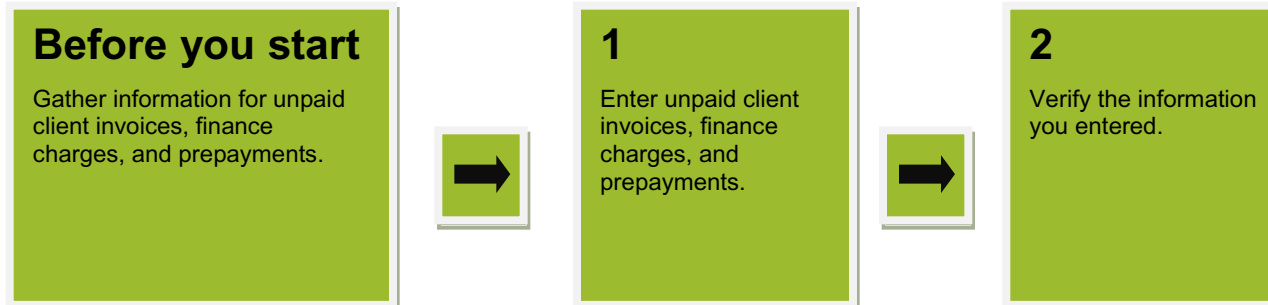 Before you start
Gather information for unpaid
client invoices, finance
charges, and prepayments.
1
Enter unpaid client
invoices, finance
charges, and
prepayments.
2
Verify the information
you entered.